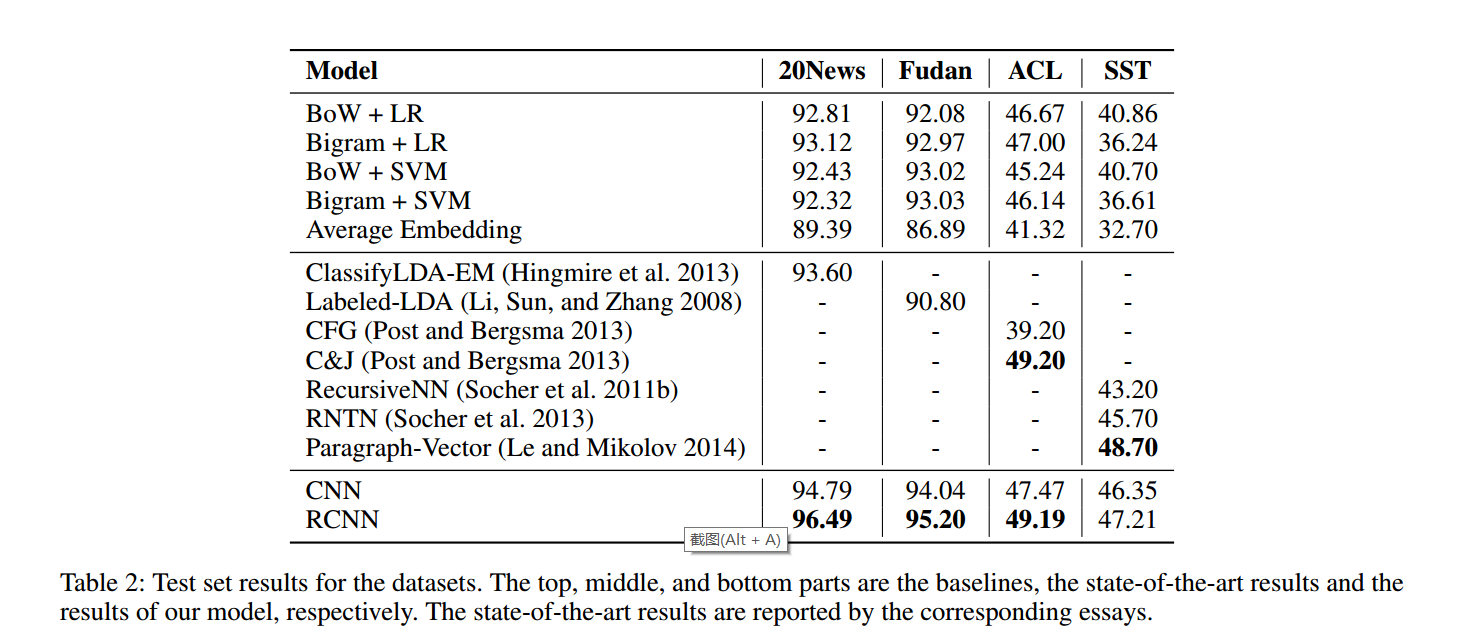 Model 20News Fudan ACL SST
BoW + LR 92.81 92.08 46.67 40.86
Bigram + LR 93.12 92.97 47.00 36.24
BoW + SVM 92.43 93.02 45.24 40.70
Bigram + SVM 92.32 93.03 46.14 36.61
Average Embedding 89.39 86.89 41.32 32.70
ClassifyLDA-EM (Hingmire et al. 2013) 93.60 - - -
Labeled-LDA (Li, Sun, and Zhang 2008) - 90.80 - -
CFG (Post and Bergsma 2013) - - 39.20 -
C&J (Post and Bergsma 2013) - - 49.20 -
RecursiveNN (Socher et al. 2011b) - - - 43.20
RNTN (Socher et al. 2013) - - - 45.70
Paragraph-Vector (Le and Mikolov 2014) - - - 48.70
CNN 94.79 94.04 47.47 46.35
RCNN 96.49 95.20 49.19 47.21
截图(Alt + A)
Table 2: Test set results for the datasets. The top, middle, and bottom parts are the baselines, the state-of-the-art results and the
results of our model, respectively. The state-of-the-art results are reported by the corresponding essays.